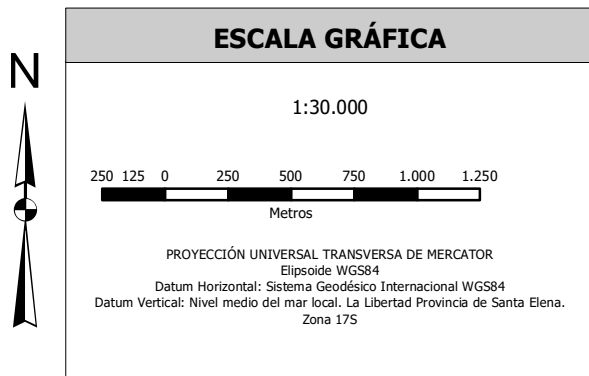 ESCALA GRÁFICA
N
1:30.000
250 125 0 250 500 750 1.000 1.250
Metros
PROYECCIÓN UNIVERSAL TRANSVERSA DE MERCATOR
Elipsoide WGS84
Datum Horizontal: Sistema Geodésico Internacional WGS84
Datum Vertical: Nivel medio del mar local. La Libertad Provincia de Santa Elena.
Zona 17S